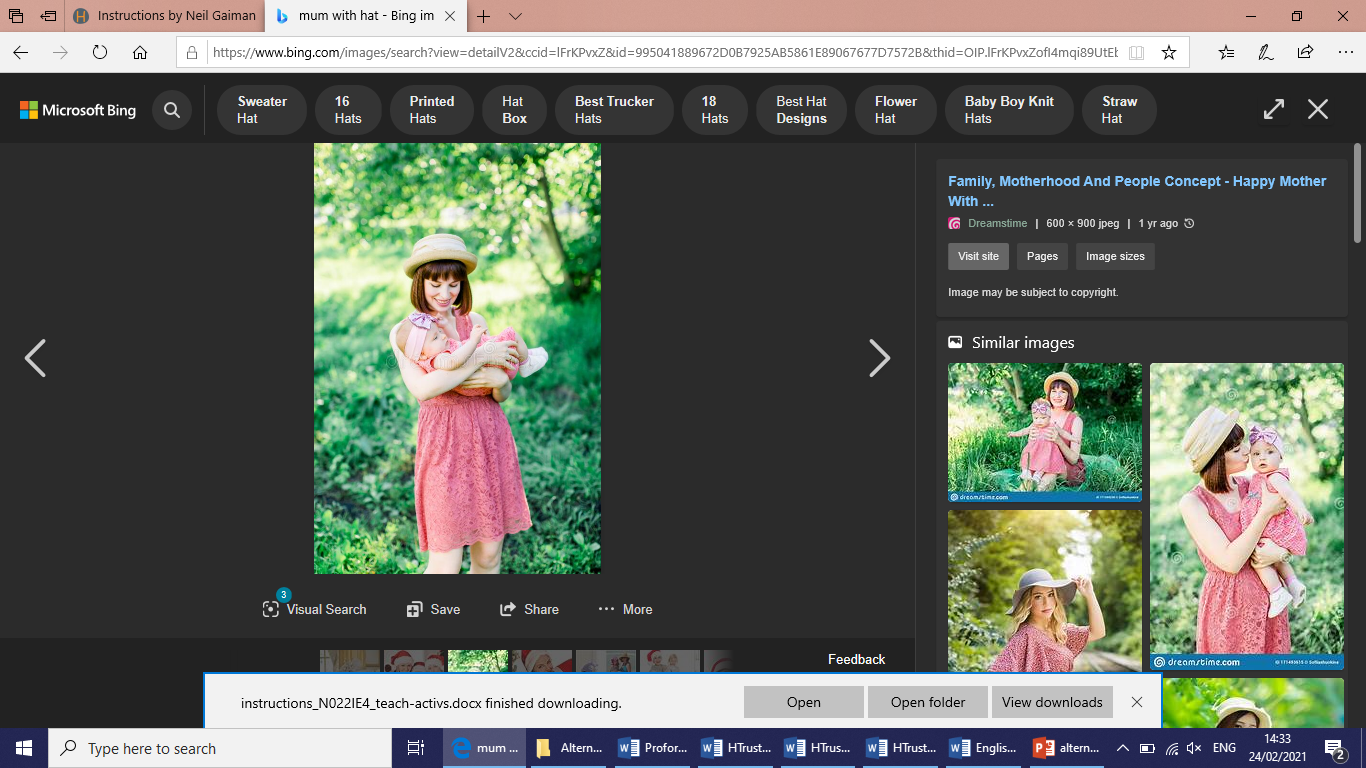 Instructions by Neil Gaiman
mum with hat - Bing im
https://www.bing.com/images/search?view=detailV2&ccid=lFrKPvxZ&id=995041889672D0B7925AB5861E89067677D7572B&thid=OIP.lFrKPvxZofI4mqi89UtEl
Microsoft Bing
Sweater
Hat
16
Hats
Printed
Hats
Hat
Box
Best Trucker
Hats
18
Hats
Best Hat
Designs
Flower
Hat
Baby Boy Knit
Hats
Straw
Hat
Family, Motherhood And People Concept - Happy Mother
With ...
Dreamstime | 600 × 900 jpeg | 1 yr ago
Visit site
Pages
Image sizes
Image may be subject to copyright.
Similar images
dreamstime.com
dreamstime.com
3
Visual Search
Save
Share
More
Feedback
instructions_N022IE4_teach-activs.docx finished downloading.
Open
Open folder
View downloads
Type here to search
mum ...
Altern...
Profor...
HTrust...
HTrus...
HTrust...
Englis...
altern...
ENG
14:33
24/02/2021
2